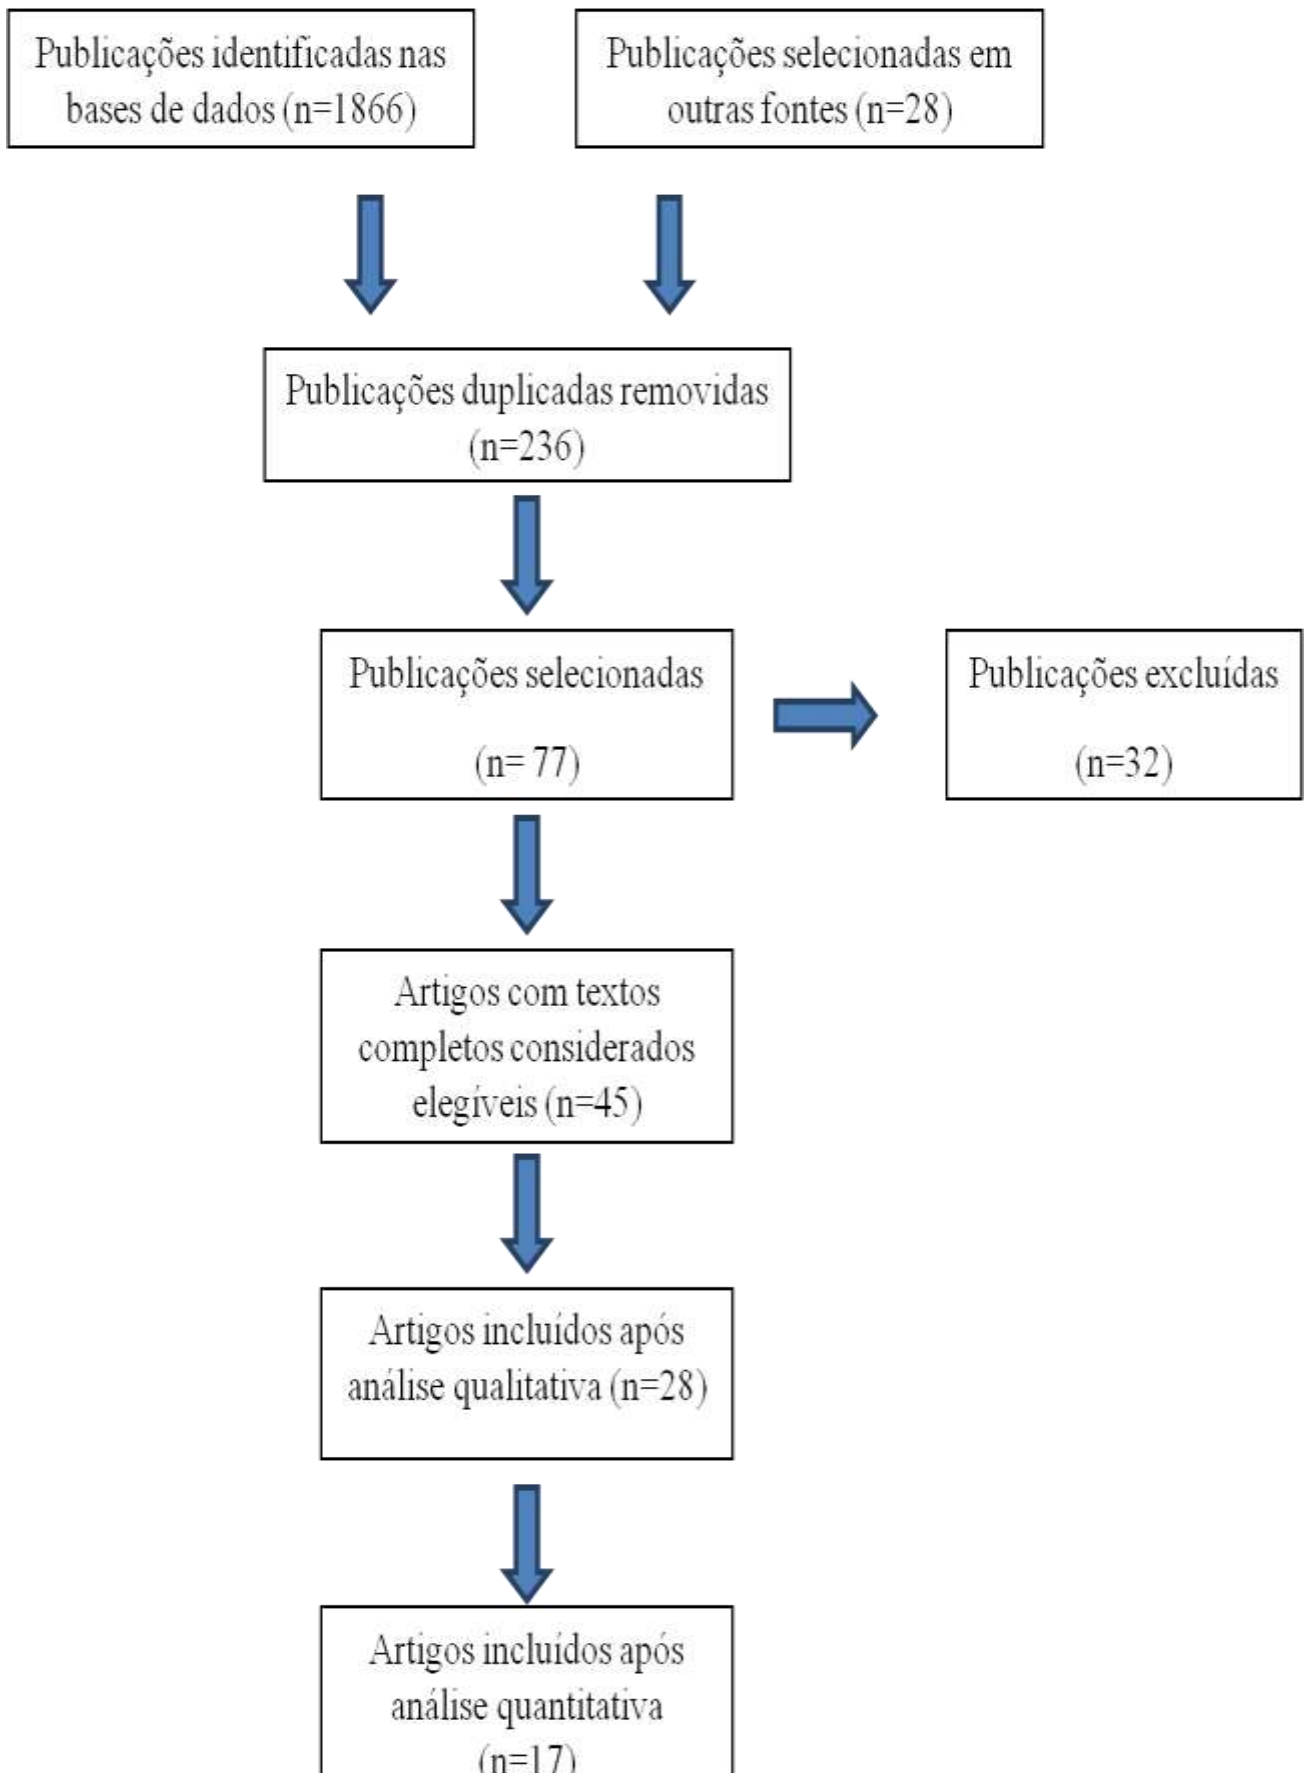 Publicações identificadas nas
bases de dados (n=1866)
Publicações selecionadas em
outras fontes (n=28)
Publicações duplicadas removidas
(n=236)
Publicações selecionadas
(n= 77)
Publicações excluídas
(n=32)
Artigos com textos
completos considerados
elegíveis (n=45)
Artigos incluídos após
análise qualitativa (n=28)
Artigos incluídos após
análise quantitativa
(n=17)